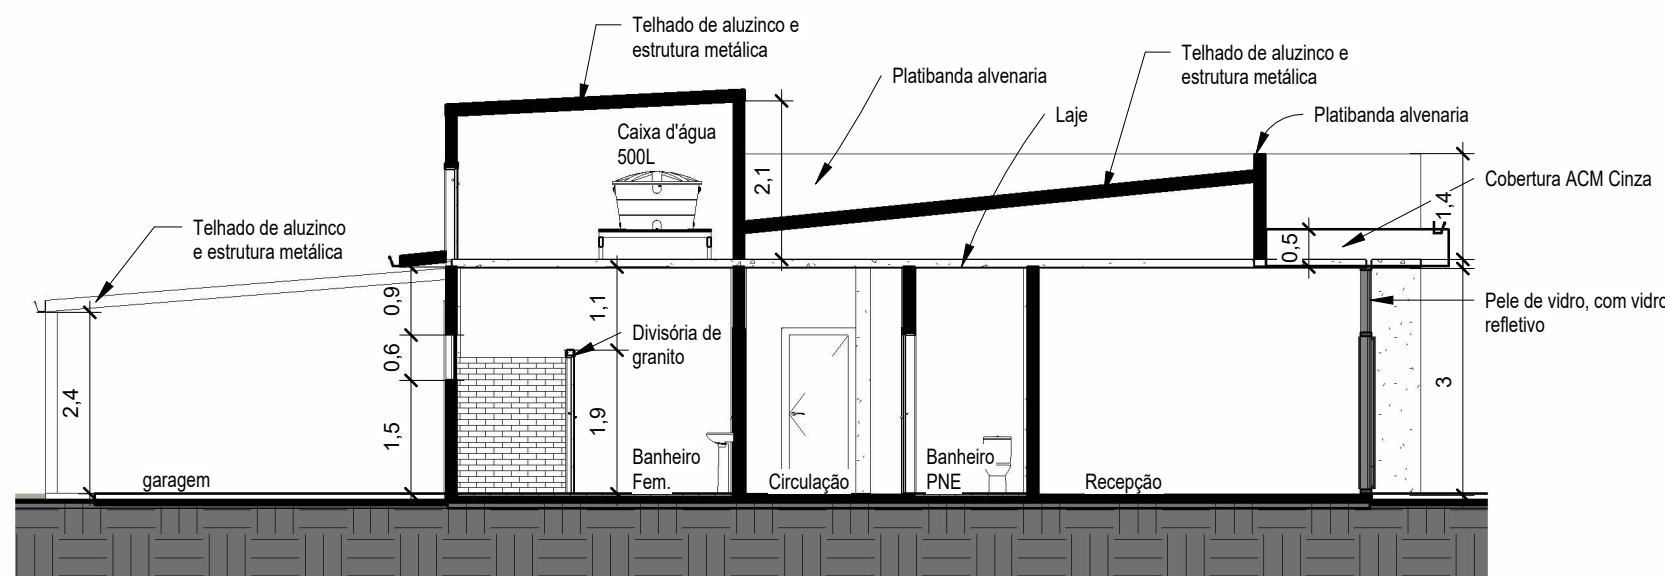 Telhado de aluzinco e
estrutura metálica
Telhado de aluzinco e
estrutura metálica
Platibanda alvenaria
Laje
Platibanda alvenaria
Caixa d'água
500L
2,1
Cobertura ACM Cinza
1,4
0,5
Telhado de aluzinco
e estrutura metálica
0,9
1,1
Pele de vidro, com vidro
refletivo
Divisória de
granito
0,6
2,4
1,5
1,9
3
Banheiro
Fem.
Circulação
Banheiro
PNE
Recepção
garagem